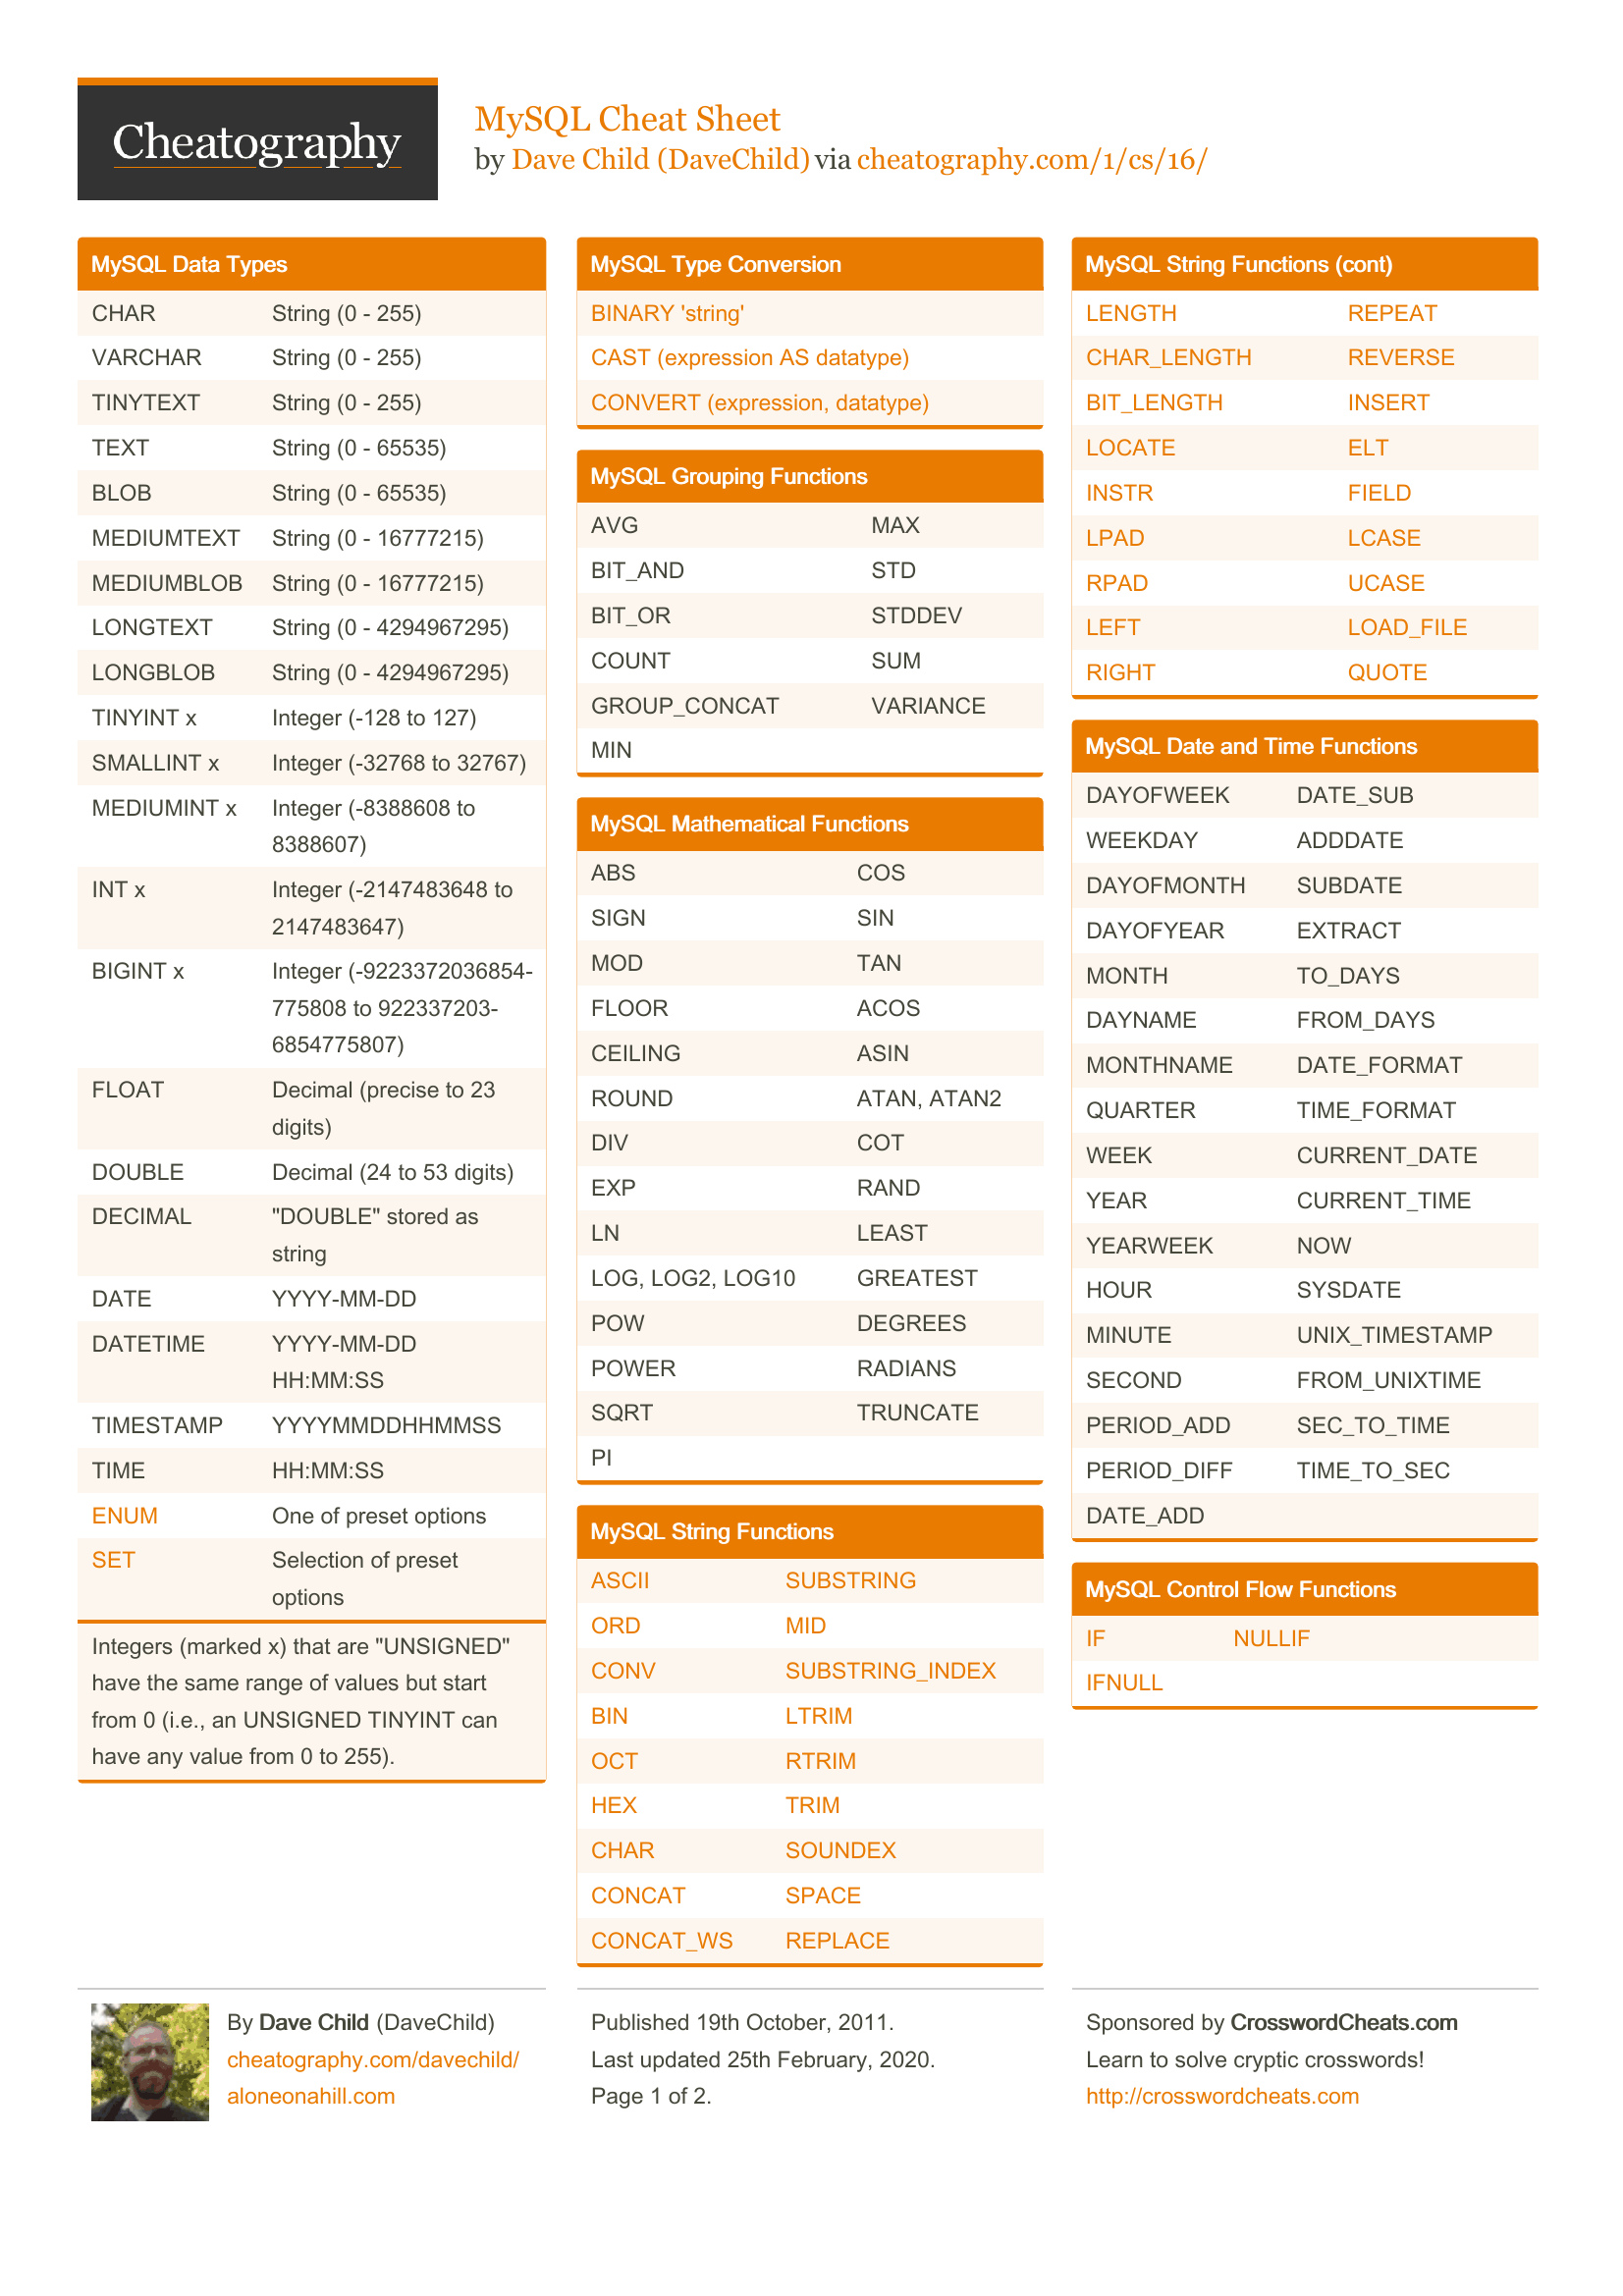 Cheatography
MySQL Cheat Sheet
by Dave Child (DaveChild) via cheatography.com/1/cs/16/
MySQL Data Types
CHAR String (0 - 255)
VARCHAR String (0 - 255)
TINYTEXT String (0 - 255)
TEXT String (0 - 65535)
BLOB String (0 - 65535)
MEDIUMTEXT String (0 - 16777215)
MEDIUMBLOB String (0 - 16777215)
LONGTEXT String (0 - 4294967295)
LONGBLOB String (0 - 4294967295)
TINYINT x Integer (-128 to 127)
SMALLINT x Integer (-32768 to 32767)
MEDIUMINT x Integer (-8388608 to
8388607)
INT x Integer (-2147483648 to
2147483647)
BIGINT x Integer (-9223372036854-
775808 to 922337203-
6854775807)
FLOAT Decimal (precise to 23
digits)
DOUBLE Decimal (24 to 53 digits)
DECIMAL "DOUBLE" stored as
string
DATE YYYY-MM-DD
DATETIME YYYY-MM-DD
HH:MM:SS
TIMESTAMP YYYYMMDDHHMMSS
TIME HH:MM:SS
ENUM One of preset options
SET Selection of preset
options
Integers (marked x) that are "UNSIGNED"
have the same range of values but start
from 0 (i.e., an UNSIGNED TINYINT can
have any value from 0 to 255).
MySQL Type Conversion
BINARY 'string'
CAST (expression AS datatype)
CONVERT (expression, datatype)
MySQL Grouping Functions
AVG MAX
BIT_AND STD
BIT_OR STDDEV
COUNT SUM
GROUP_CONCAT VARIANCE
MIN
MySQL Mathematical Functions
ABS COS
SIGN SIN
MOD TAN
FLOOR ACOS
CEILING ASIN
ROUND ATAN, ATAN2
DIV COT
EXP RAND
LN LEAST
LOG, LOG2, LOG10 GREATEST
POW DEGREES
POWER RADIANS
SQRT TRUNCATE
PI
MySQL String Functions
ASCII SUBSTRING
ORD MID
CONV SUBSTRING_INDEX
BIN LTRIM
OCT RTRIM
HEX TRIM
CHAR SOUNDEX
CONCAT SPACE
CONCAT_WS REPLACE
MySQL String Functions (cont)
LENGTH REPEAT
CHAR_LENGTH REVERSE
BIT_LENGTH INSERT
LOCATE ELT
INSTR FIELD
LPAD LCASE
RPAD UCASE
LEFT LOAD_FILE
RIGHT QUOTE
MySQL Date and Time Functions
DAYOFWEEK DATE_SUB
WEEKDAY ADDDATE
DAYOFMONTH SUBDATE
DAYOFYEAR EXTRACT
MONTH TO_DAYS
DAYNAME FROM_DAYS
MONTHNAME DATE_FORMAT
QUARTER TIME_FORMAT
WEEK CURRENT_DATE
YEAR CURRENT_TIME
YEARWEEK NOW
HOUR SYSDATE
MINUTE UNIX_TIMESTAMP
SECOND FROM_UNIXTIME
PERIOD_ADD SEC_TO_TIME
PERIOD_DIFF TIME_TO_SEC
DATE_ADD
MySQL Control Flow Functions
IF NULLIF
IFNULL
By Dave Child (DaveChild)
cheatography.com/davechild/
aloneonahill.com
Published 19th October, 2011.
Last updated 25th February, 2020.
Page 1 of 2.
Sponsored by CrosswordCheats.com
Learn to solve cryptic crosswords!
http://crosswordcheats.com